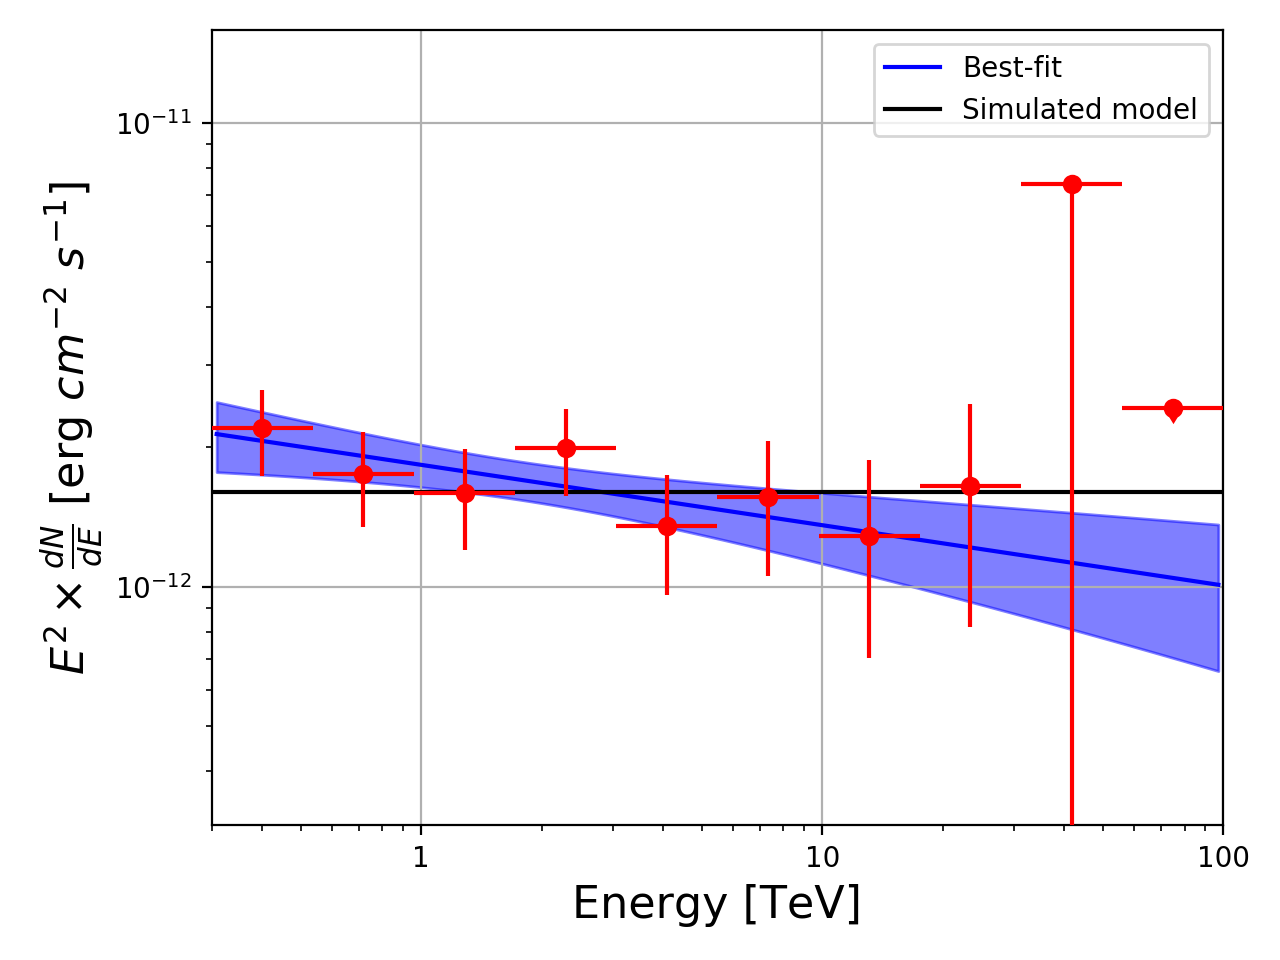 Best-fit
Simulated model
10⁻¹¹
10⁻¹²
E² × dN/dE [erg cm⁻² s⁻¹]
1
10
100
Energy [TeV]